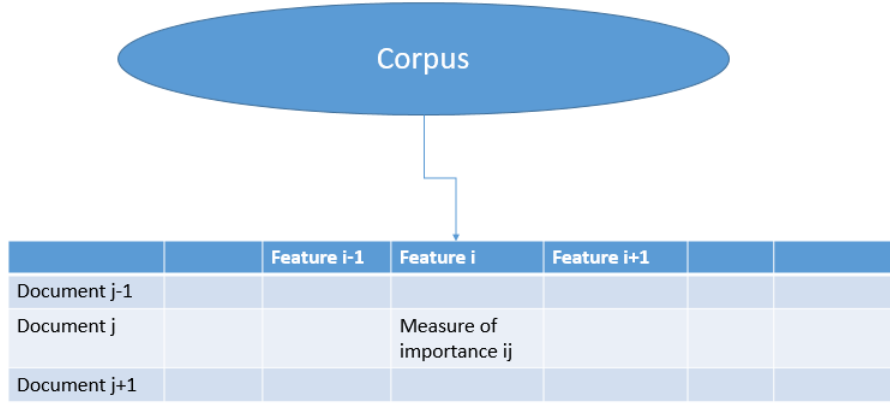 Corpus
Feature i-1 Feature i Feature i+1
Document j-1
Document j Measure of
importance ij
Document j+1